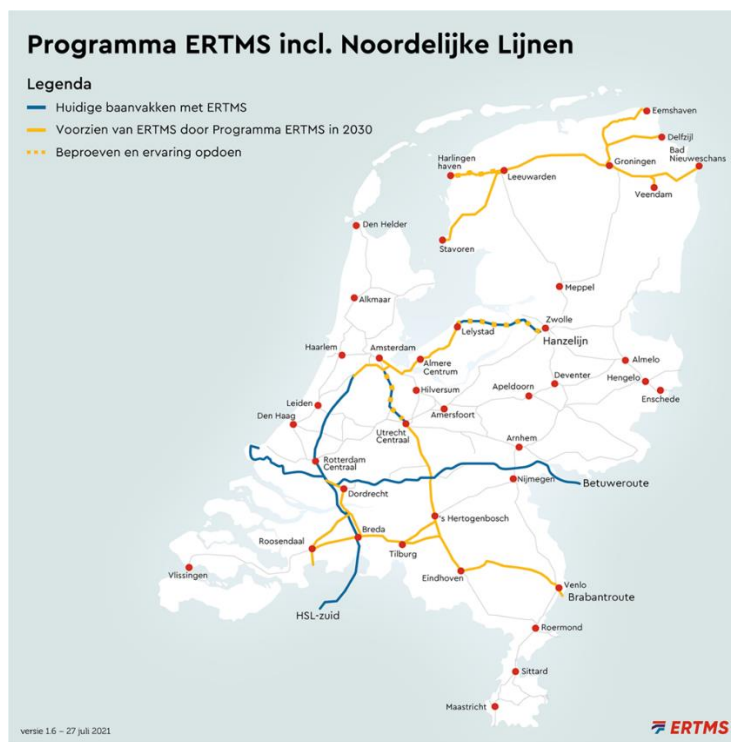 Programma ERTMS incl. Noordelijke Lijnen
Legenda
Huidige baanvakken met ERTMS
Voorzien van ERTMS door Programma ERTMS in 2030
Beproeven en ervaring opdoen
Eemshaven
Delfzijl
Bad
Nieuweschans
Harlingen
haven
Leeuwarden
Groningen
Veendam
Den Helder
Stavoren
Meppel
Alkmaar
Zwolle
Lelystad
Hanzelijn
Haarlem
Amsterdam
Almere
Centrum
Almelo
Hengelo
Deventer
Enschede
Hilversum
Apeldoorn
Leiden
Amersfoort
Den Haag
Utrecht
Centraal
Arnhem
Rotterdam
Centraal
Nijmegen
Betuweroute
Dordrecht
's Hertogenbosch
Roosendaal
Breda
Tilburg
Vlissingen
Eindhoven
Venlo
Brabantroute
HSL-zuid
Roermond
Sittard
Maastricht
versie 1.6 – 27 juli 2021
ERTMS